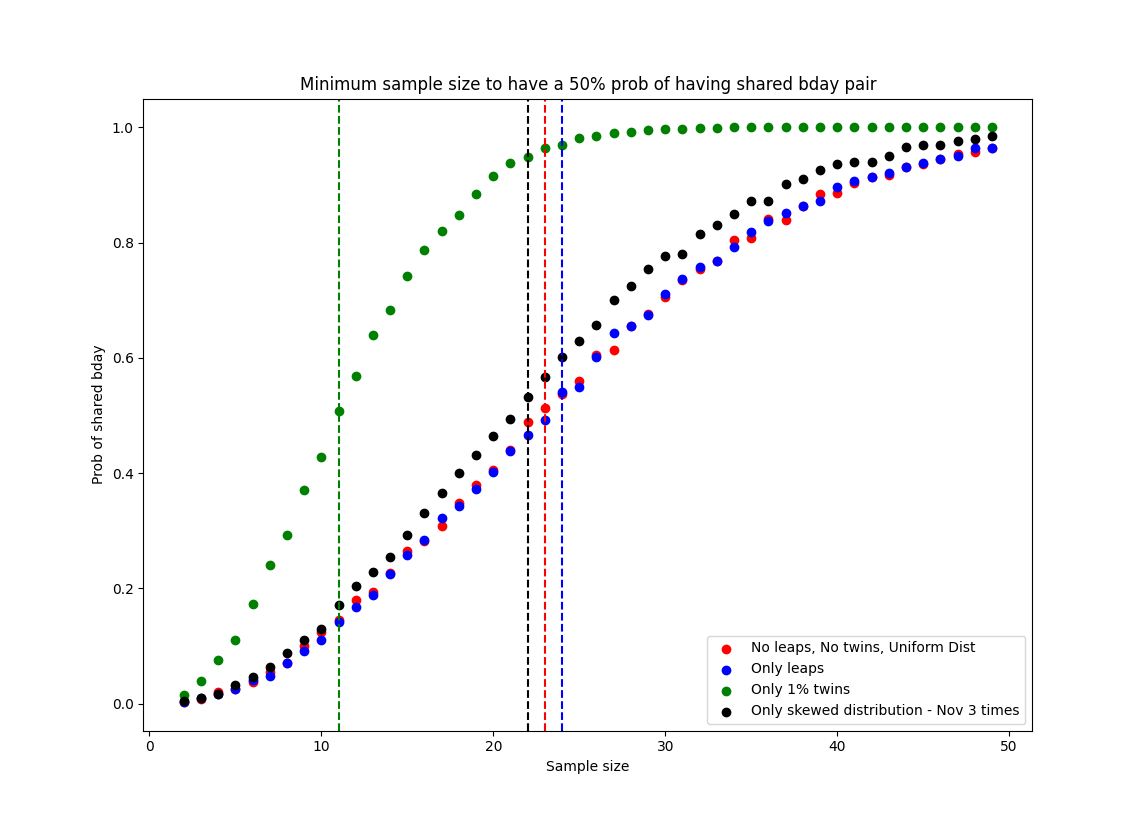 Minimum sample size to have a 50% prob of having shared bday pair
1.0
0.8
0.6
0.4
0.2
0.0
Prob of shared bday
No leaps, No twins, Uniform Dist
Only leaps
Only 1% twins
Only skewed distribution - Nov 3 times
0 10 20 30 40 50
Sample size